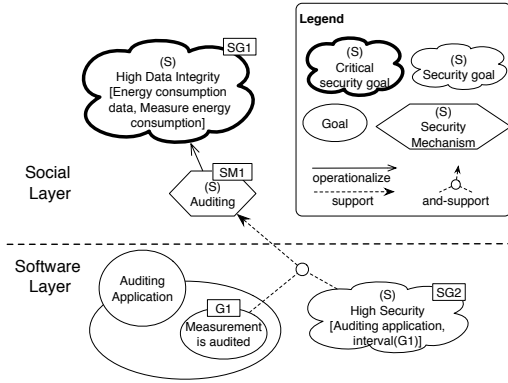 SG1
(S)
High Data Integrity
[Energy consumption
data, Measure energy
consumption]
Legend
(S)
Critical
security goal
(S)
Security goal
Goal
(S)
Security
Mechanism
operationalize
support
and-support
Social
Layer
SM1
(S)
Auditing
Software
Layer
Auditing
Application
G1
Measurement
is audited
SG2
(S)
High Security
[Auditing application,
interval(G1)]